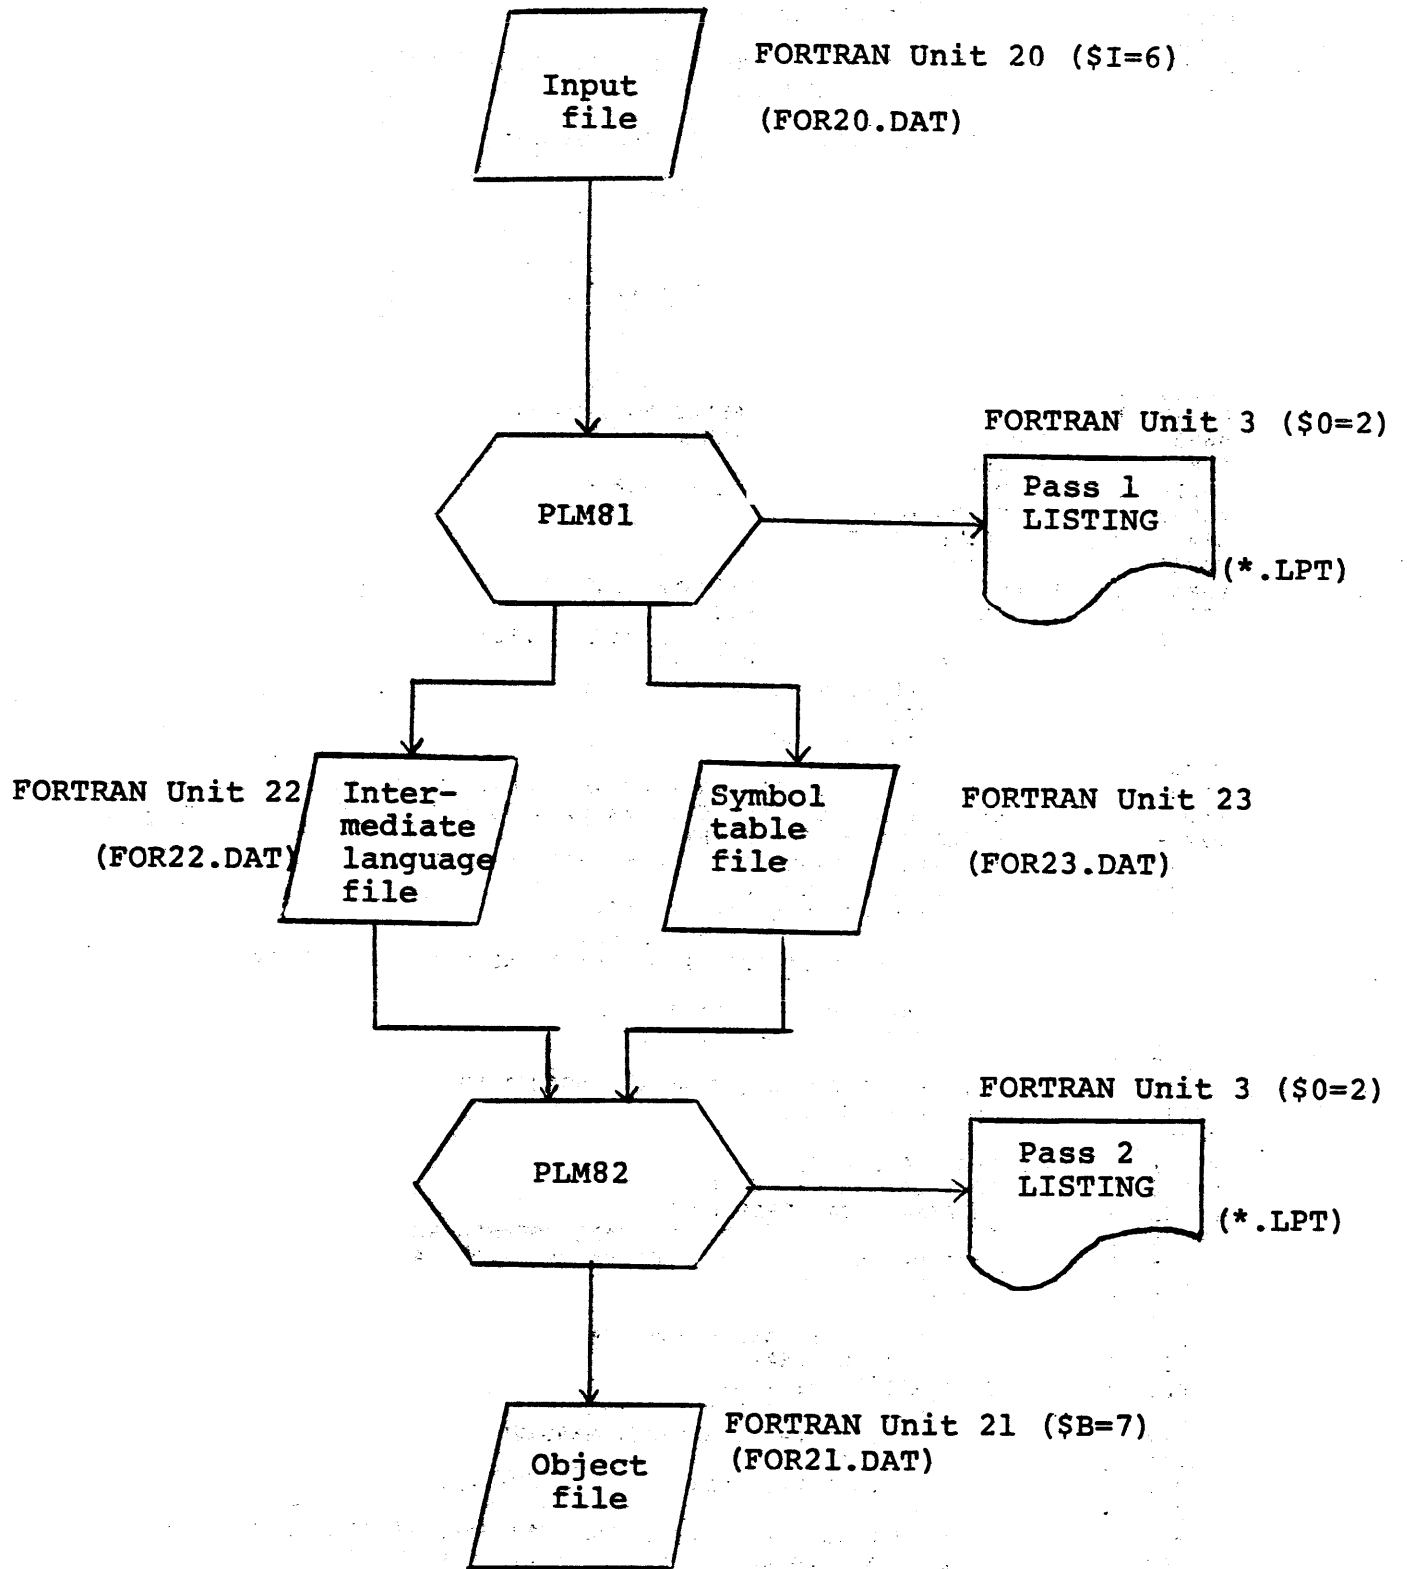 Input
file
FORTRAN Unit 20 ($I=6)
(FOR20.DAT)
PLM81
FORTRAN Unit 3 ($0=2)
Pass 1
LISTING
(*.LPT)
FORTRAN Unit 22
(FOR22.DAT)
Inter-
mediate
language
file
Symbol
table
file
FORTRAN Unit 23
(FOR23.DAT)
PLM82
FORTRAN Unit 3 ($0=2)
Pass 2
LISTING
(*.LPT)
Object
file
FORTRAN Unit 21 ($B=7)
(FOR21.DAT)